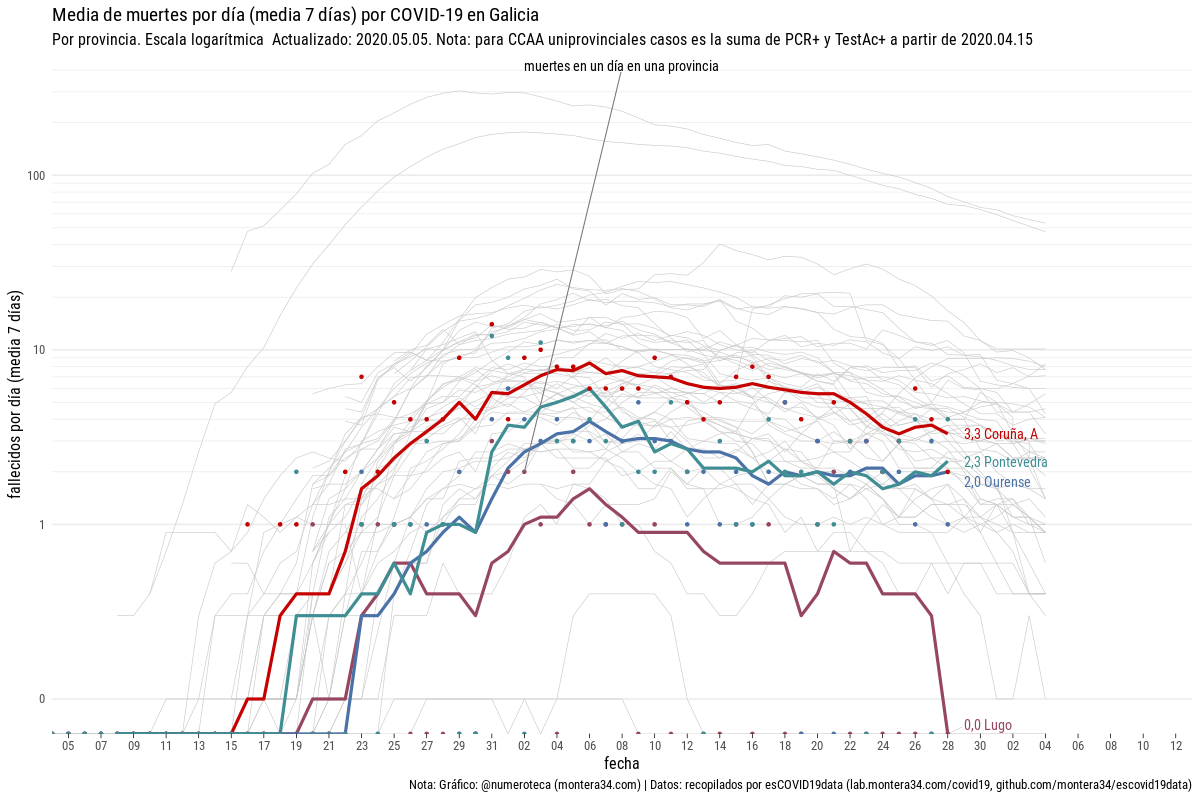 Media de muertes por día (media 7 días) por COVID-19 en Galicia
Por provincia. Escala logarítmica  Actualizado: 2020.05.05. Nota: para CCAA uniprovinciales casos es la suma de PCR+ y TestAc+ a partir de 2020.04.15
muertes en un día en una provincia
fallecidos por día (media  7 días)
100
10
1
0
3,3 Coruña, A
2,3 Pontevedra
2,0 Ourense
0,0 Lugo
05 07 09 11 13 15 17 19 21 23 25 27 29 31 02 04 06 08 10 12 14 16 18 20 22 24 26 28 30 02 04 06 08 10 12
fecha
Nota: Gráfico: @numeroteca (montera34.com) | Datos: recopilados por esCOVID19data (lab.montera34.com/covid19, github.com/montera34/escovid19data)